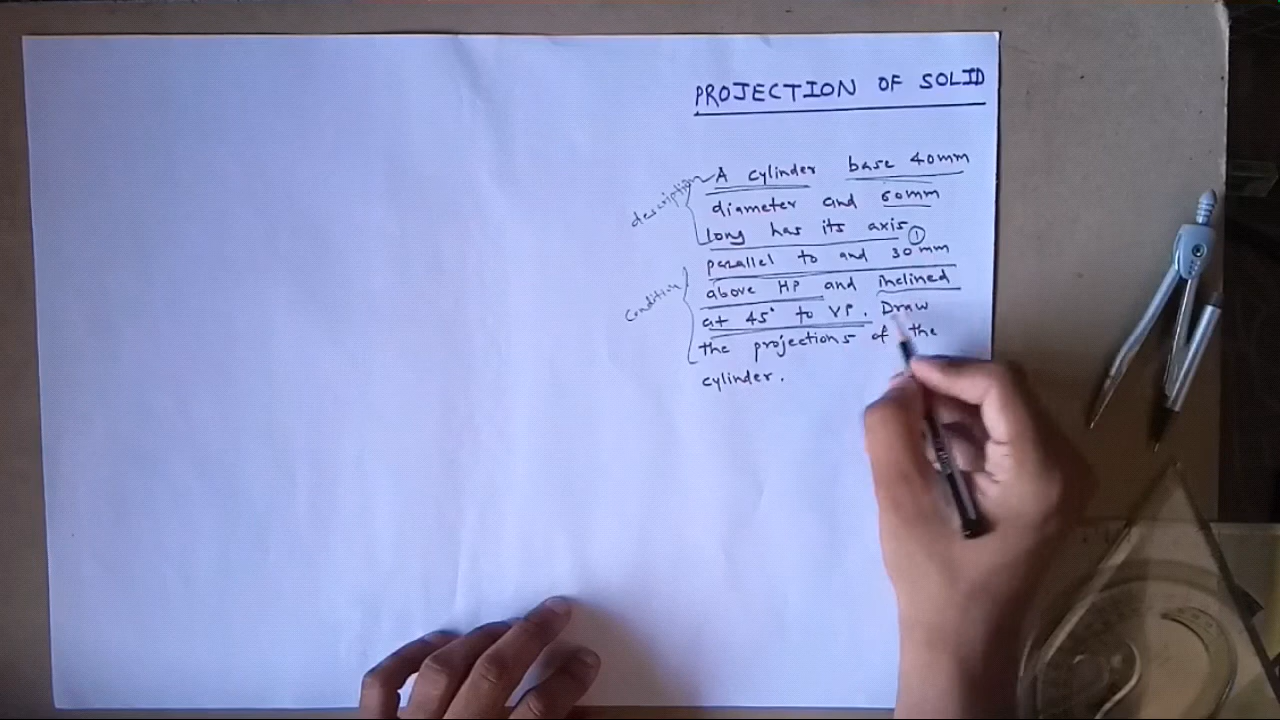 PROJECTION OF SOLID
A cylinder base 40mm
diameter and 60mm
long has its axis
①
parallel to and 30mm
above HP and inclined
at 45° to VP. Draw
the projections of the
cylinder.
description
Condition